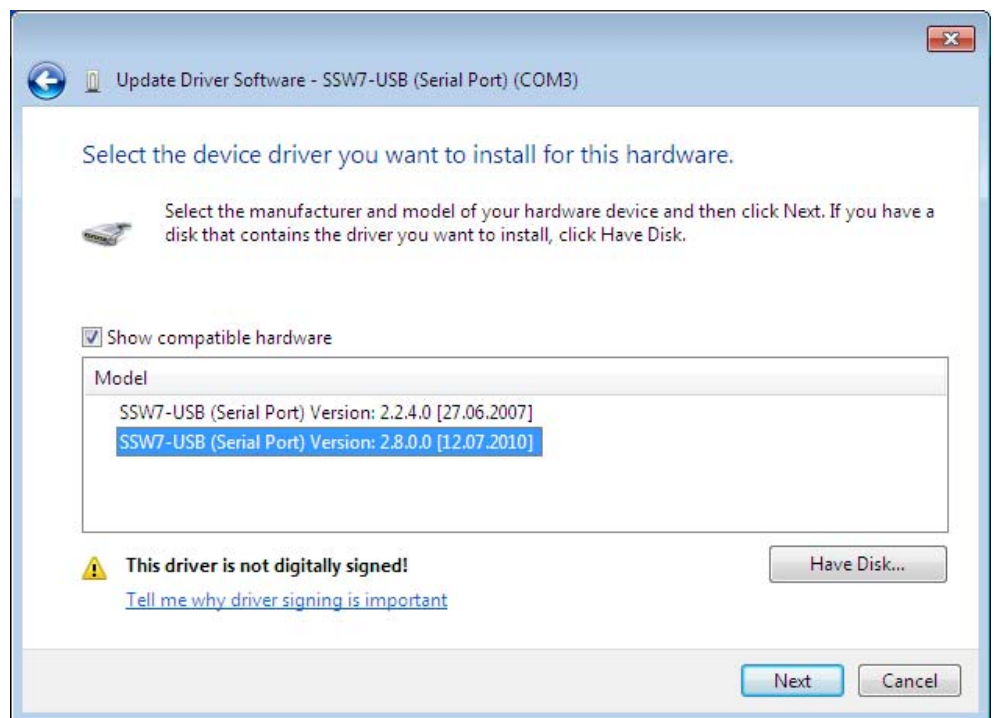 Update Driver Software - SSW7-USB (Serial Port) (COM3)
Select the device driver you want to install for this hardware.
Select the manufacturer and model of your hardware device and then click Next. If you have a
disk that contains the driver you want to install, click Have Disk.
Show compatible hardware
Model
SSW7-USB (Serial Port) Version: 2.2.4.0 [27.06.2007]
SSW7-USB (Serial Port) Version: 2.8.0.0 [12.07.2010]
This driver is not digitally signed!
Have Disk...
Tell me why driver signing is important
Next
Cancel